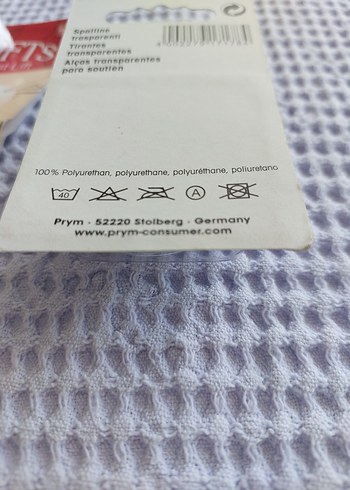 FTS
Spalline
trasparenti
Tirantes
transparentes
Alças transparentes
para soutien
100% Polyurethan, polyurethane, polyuréthane, poliuretano
40
A
Prym · 52220 Stolberg · Germany
www.prym-consumer.com